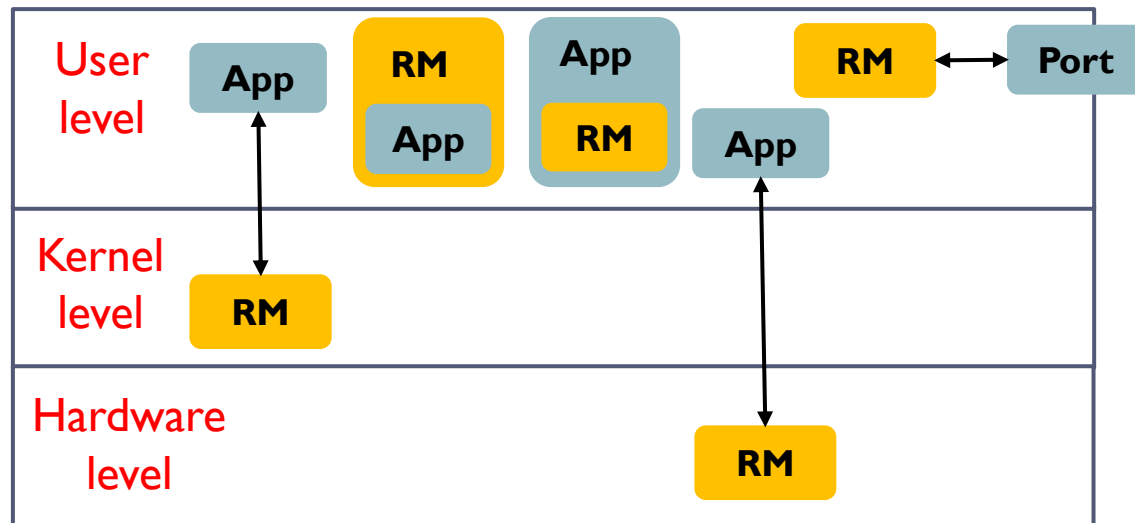 User
level
App
RM
App
App
RM
App
RM
Port
Kernel
level
RM
Hardware
level
RM